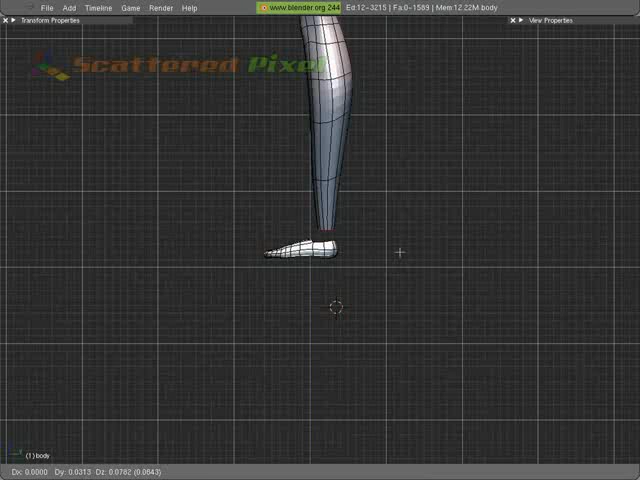 File Add Timeline Game Render Help www.blender.org 244 Ed:12-3215 | Fa:0-1589 | Mem:12.22M body
Transform Properties View Properties
Scattered Pixel
(1) body
Dx: 0.0000 Dy: 0.0313 Dz: 0.0782 (0.0843)